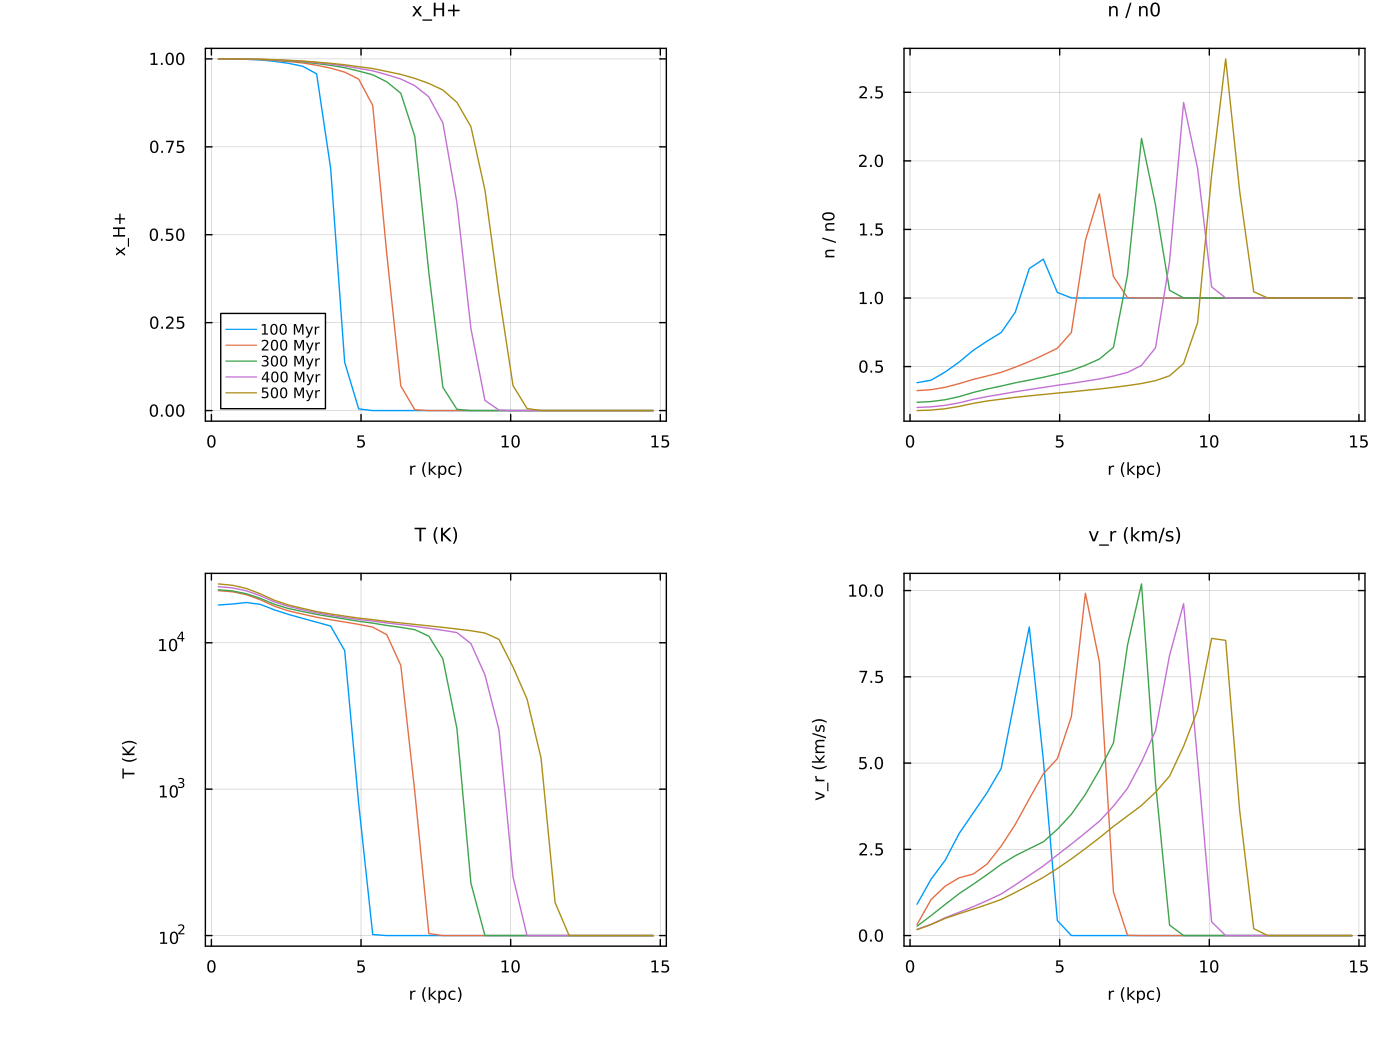 x_H+
x_H+
1.00
0.75
0.50
0.25
0.00
100 Myr
200 Myr
300 Myr
400 Myr
500 Myr
0 5 10 15
r (kpc)
n / n0
n / n0
2.5
2.0
1.5
1.0
0.5
0 5 10 15
r (kpc)
T (K)
T (K)
10^4
10^3
10^2
0 5 10 15
r (kpc)
v_r (km/s)
v_r (km/s)
10.0
7.5
5.0
2.5
0.0
0 5 10 15
r (kpc)